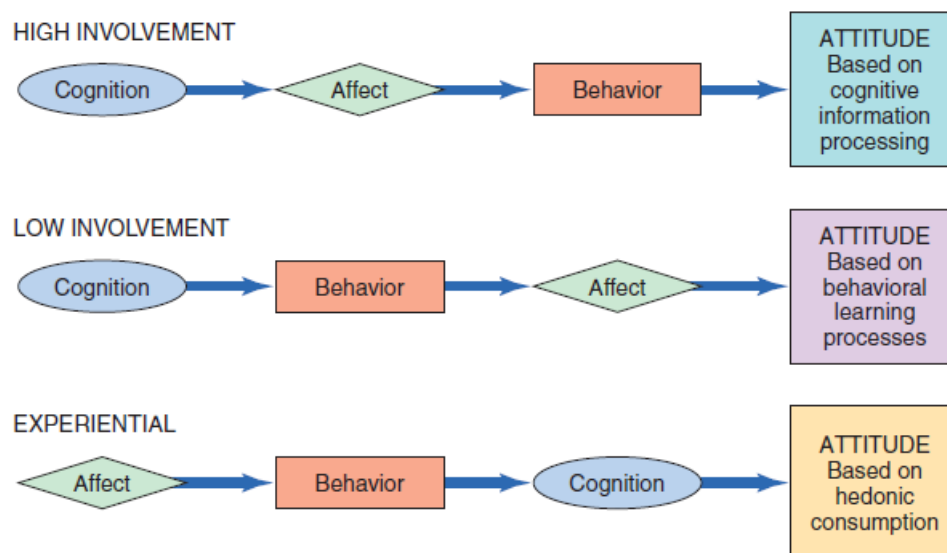 HIGH INVOLVEMENT
Cognition
Affect
Behavior
ATTITUDE
Based on
cognitive
information
processing
LOW INVOLVEMENT
Cognition
Behavior
Affect
ATTITUDE
Based on
behavioral
learning
processes
EXPERIENTIAL
Affect
Behavior
Cognition
ATTITUDE
Based on
hedonic
consumption